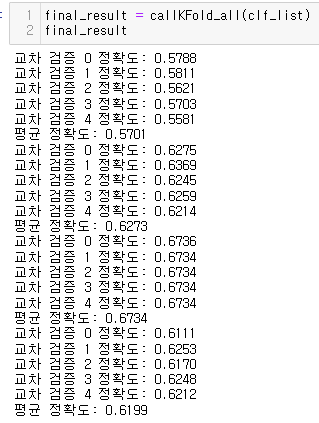 1 final_result = callKFold_all(clf_list)
2 final_result
교차 검증 0 정확도: 0.5788
교차 검증 1 정확도: 0.5811
교차 검증 2 정확도: 0.5621
교차 검증 3 정확도: 0.5703
교차 검증 4 정확도: 0.5581
평균 정확도: 0.5701
교차 검증 0 정확도: 0.6275
교차 검증 1 정확도: 0.6369
교차 검증 2 정확도: 0.6245
교차 검증 3 정확도: 0.6259
교차 검증 4 정확도: 0.6214
평균 정확도: 0.6273
교차 검증 0 정확도: 0.6736
교차 검증 1 정확도: 0.6734
교차 검증 2 정확도: 0.6734
교차 검증 3 정확도: 0.6734
교차 검증 4 정확도: 0.6734
평균 정확도: 0.6734
교차 검증 0 정확도: 0.6111
교차 검증 1 정확도: 0.6253
교차 검증 2 정확도: 0.6170
교차 검증 3 정확도: 0.6248
교차 검증 4 정확도: 0.6212
평균 정확도: 0.6199